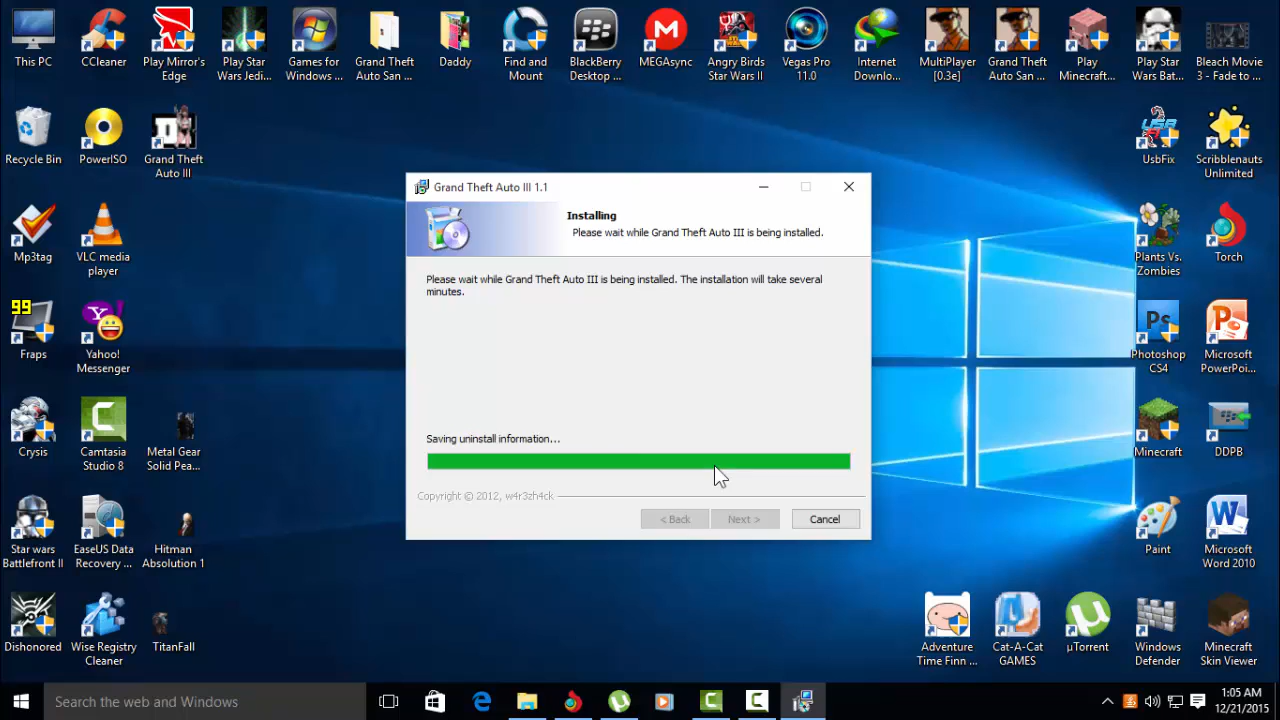 This PC
CCleaner
Play Mirror's
Edge
Play Star
Wars Jedi...
Games for
Windows ...
Grand Theft
Auto San ...
Daddy
Find and
Mount
BlackBerry
Desktop ...
MEGAsync
Angry Birds
Star Wars II
Vegas Pro
11.0
Internet
Downlo...
MultiPlayer
[0.3e]
Grand Theft
Auto San ...
Play
Minecraft...
Play Star
Wars Bat...
Bleach Movie
3 - Fade to ...
Recycle Bin
PowerISO
Grand Theft
Auto III
USB
UsbFix
Scribblenauts
Unlimited
Mp3tag
VLC media
player
Plants Vs.
Zombies
Torch
99
Fraps
Yahoo!
Messenger
Ps
Photoshop
CS4
Microsoft
PowerPoi...
Crysis
Camtasia
Studio 8
Metal Gear
Solid Pea...
Minecraft
DDPB
Star wars
Battlefront II
EaseUS Data
Recovery ...
Hitman
Absolution 1
Paint
Microsoft
Word 2010
Dishonored
Wise Registry
Cleaner
TitanFall
Adventure
Time Finn ...
Cat-A-Cat
GAMES
µTorrent
Windows
Defender
Minecraft
Skin Viewer
Grand Theft Auto III 1.1
Installing
Please wait while Grand Theft Auto III is being installed.
Please wait while Grand Theft Auto III is being installed. The installation will take several
minutes.
Saving uninstall information...
Copyright © 2012, w4r3zh4ck
< Back
Next >
Cancel
Search the web and Windows
1:05 AM
12/21/2015